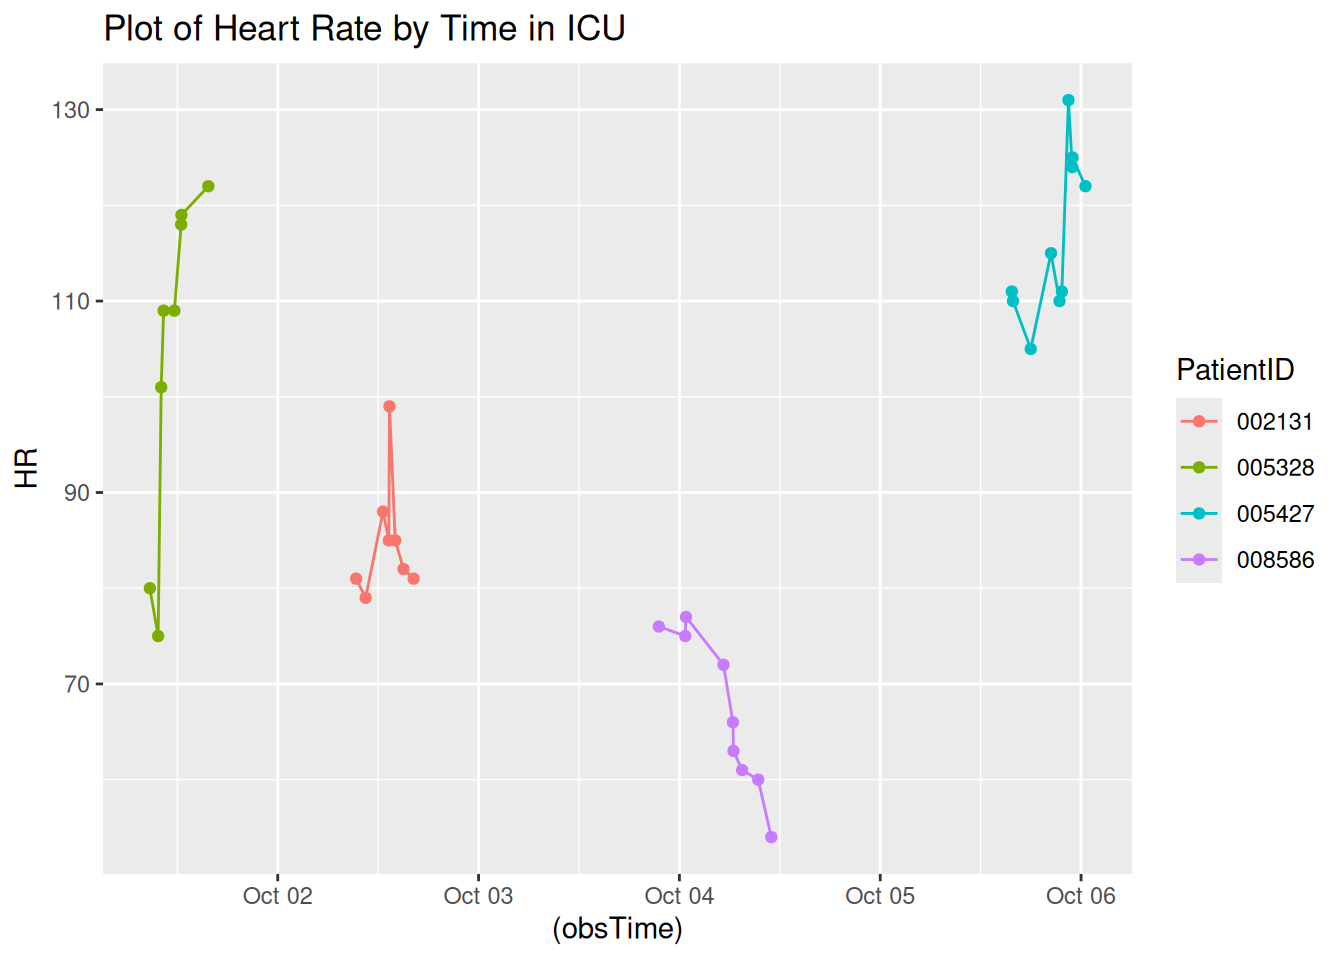 Plot of Heart Rate by Time in ICU
130
110
90
70
HR
Oct 02
Oct 03
Oct 04
Oct 05
Oct 06
(obsTime)
PatientID
002131
005328
005427
008586